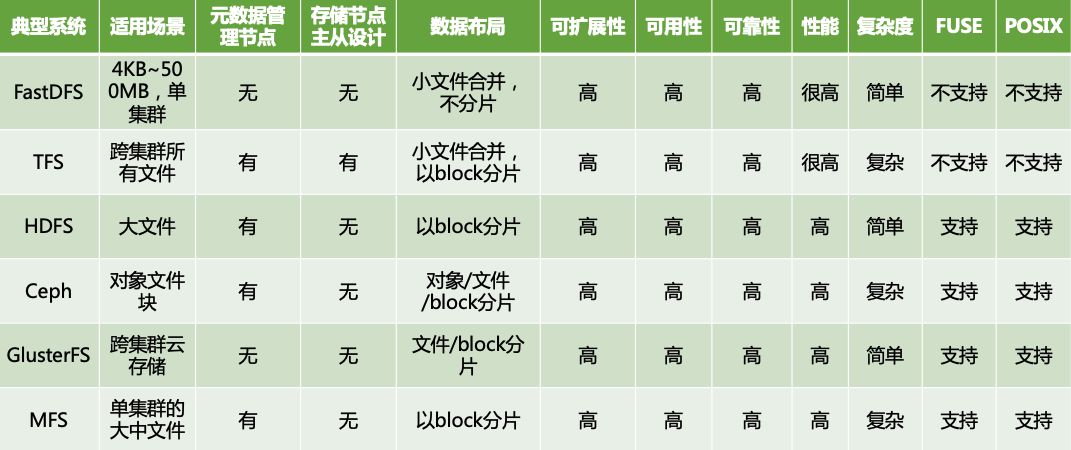 典型系统 适用场景 元数据管理节点 存储节点主从设计 数据布局 可扩展性 可用性 可靠性 性能 复杂度 FUSE POSIX
FastDFS 4KB~500MB，单集群 无 无 小文件合并，不分片 高 高 高 很高 简单 不支持 不支持
TFS 跨集群所有文件 有 有 小文件合并，以block分片 高 高 高 很高 复杂 不支持 不支持
HDFS 大文件 有 无 以block分片 高 高 高 高 简单 支持 支持
Ceph 对象文件块 有 无 对象/文件/block分片 高 高 高 高 复杂 支持 支持
GlusterFS 跨集群云存储 无 无 文件/block分片 高 高 高 高 简单 支持 支持
MFS 单集群的大中文件 有 无 以block分片 高 高 高 高 复杂 支持 支持